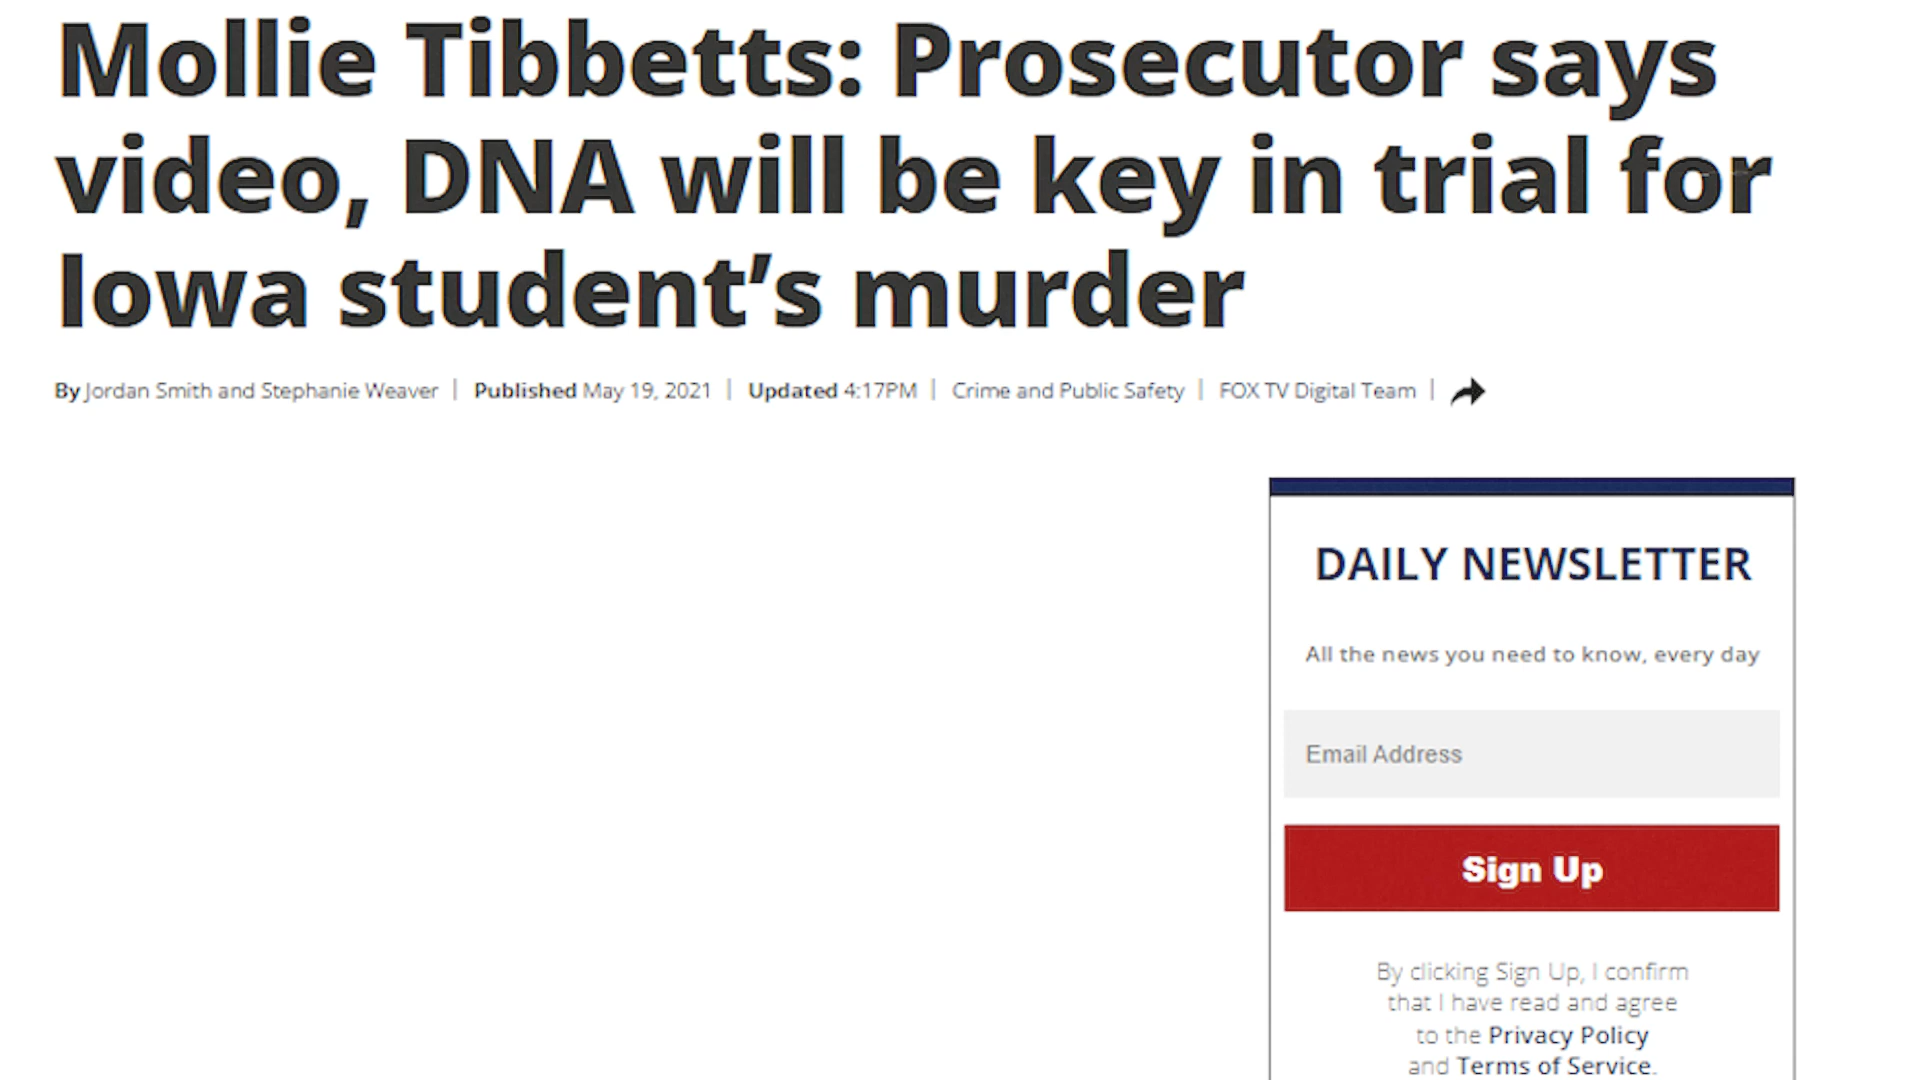 Mollie Tibbetts: Prosecutor says
video, DNA will be key in trial for
Iowa student’s murder
By Jordan Smith and Stephanie Weaver | Published May 19, 2021 | Updated 4:17PM | Crime and Public Safety | FOX TV Digital Team |
DAILY NEWSLETTER
All the news you need to know, every day
Email Address
Sign Up
By clicking Sign Up, I confirm
that I have read and agree
to the Privacy Policy
and Terms of Service.